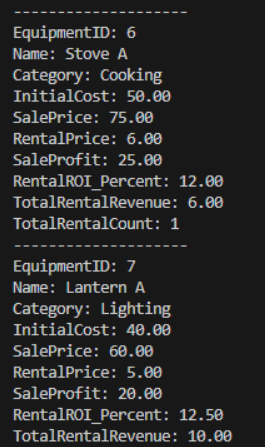 --------------------
EquipmentID: 6
Name: Stove A
Category: Cooking
InitialCost: 50.00
SalePrice: 75.00
RentalPrice: 6.00
SaleProfit: 25.00
RentalROI_Percent: 12.00
TotalRentalRevenue: 6.00
TotalRentalCount: 1
--------------------
EquipmentID: 7
Name: Lantern A
Category: Lighting
InitialCost: 40.00
SalePrice: 60.00
RentalPrice: 5.00
SaleProfit: 20.00
RentalROI_Percent: 12.50
TotalRentalRevenue: 10.00